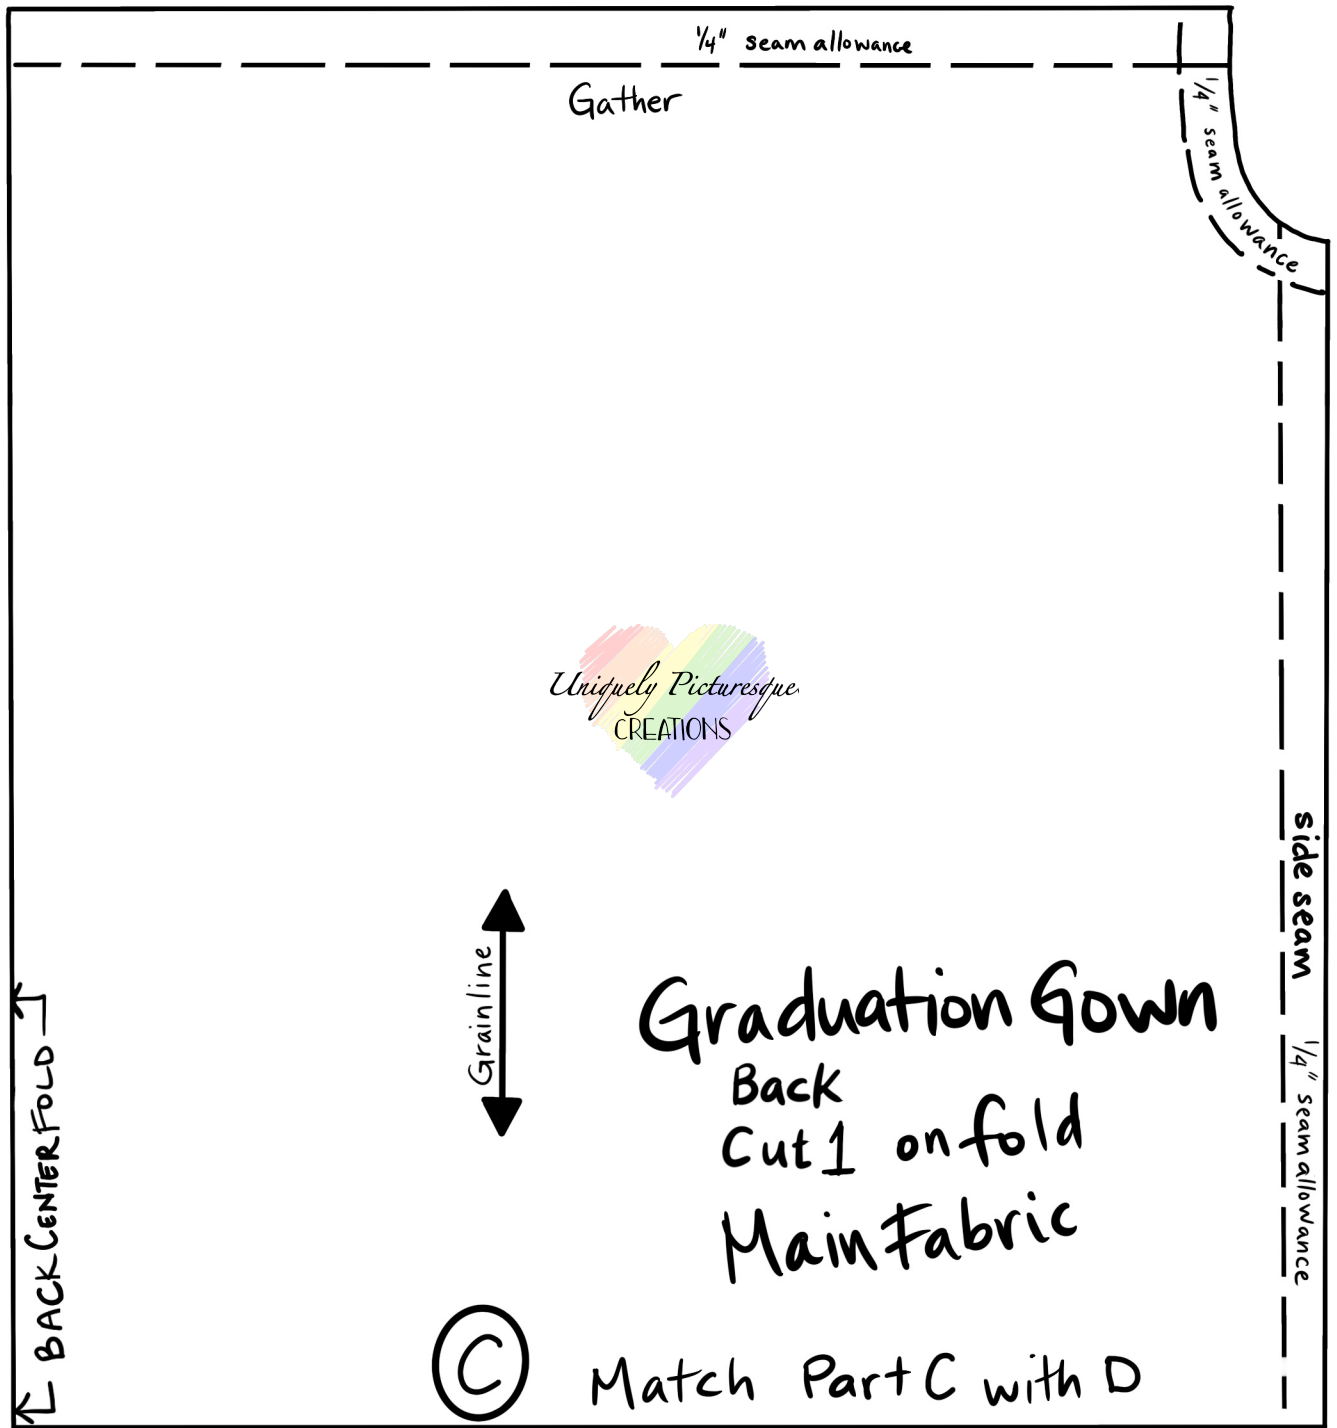 1/4" seam allowance
Gather
1/4" seam allowance
Uniquely Picturesque
CREATIONS
side seam
Grainline
Graduation Gown
Back
Cut 1 on fold
Main Fabric
1/4" seam allowance
BACK CENTER FOLD
C
Match Part C with D